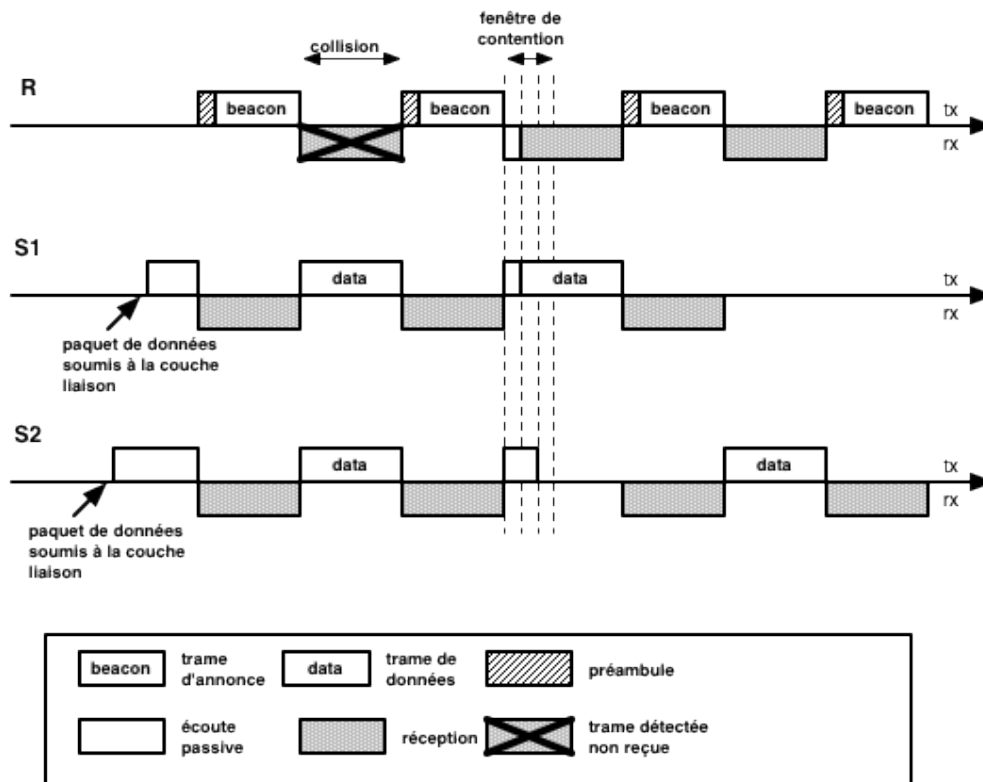 fenêtre de
contention
collision
R
beacon
beacon
beacon
beacon
tx
rx
S1
data
data
tx
rx
paquet de données
soumis à la couche
liaison
S2
data
data
tx
rx
paquet de données
soumis à la couche
liaison
beacon
trame
d'annonce
data
trame de
données
préambule
écoute
passive
réception
trame détectée
non reçue